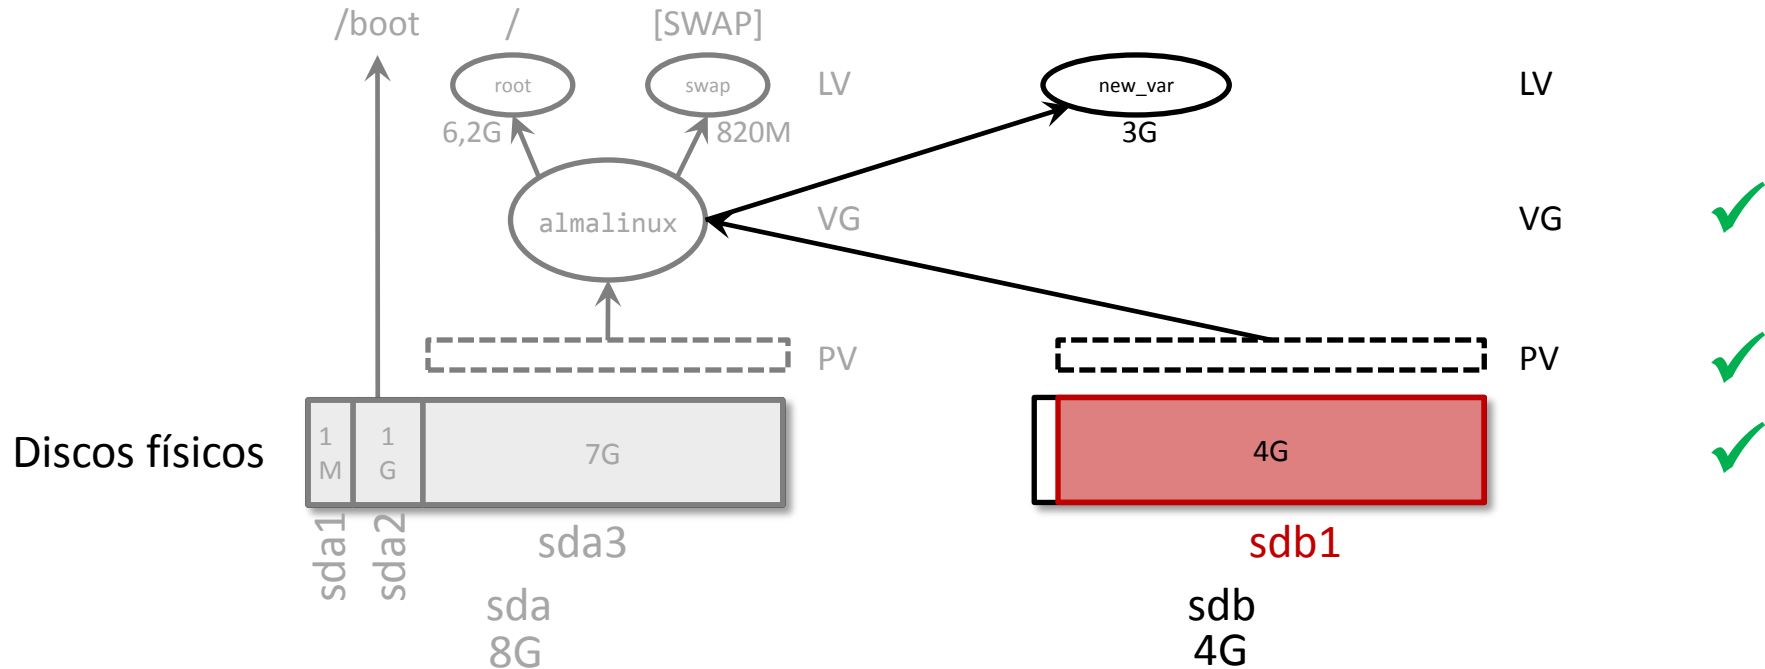 /boot / [SWAP]
root swap LV new_var LV
6,2G 820M 3G
almalinux VG VG
PV PV
Discos físicos 1 M 1 G 7G 4G
sda1 sda2 sda3 sdb1
sda sdb
8G 4G